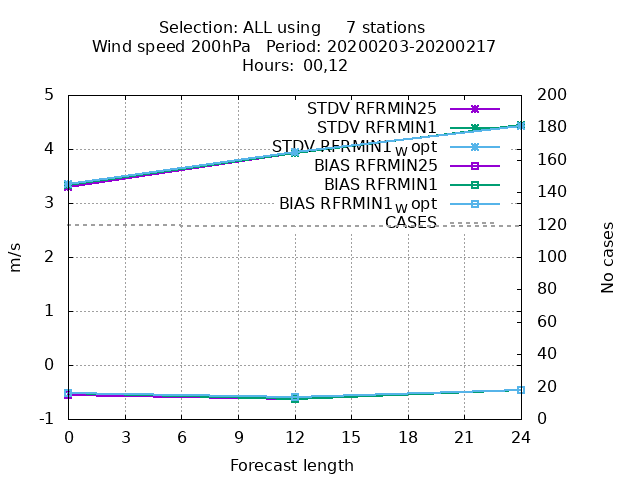 Selection: ALL using     7 stations
Wind speed 200hPa   Period: 20200203-20200217
Hours:  00,12
m/s
5
4
3
2
1
0
-1
STDV RFRMIN25
STDV RFRMIN1
STDV RFRMIN1w opt
BIAS RFRMIN25
BIAS RFRMIN1
BIAS RFRMIN1w opt
CASES
200
180
160
140
120
100
80
60
40
20
0
No cases
0 3 6 9 12 15 18 21 24
Forecast length